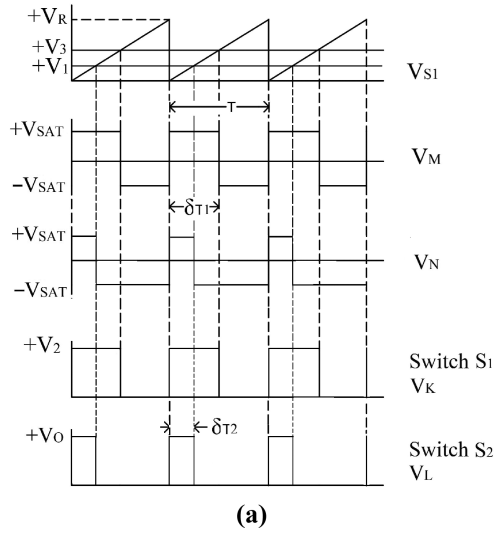 +VR
+V3
+V1
VS1
T
+VSAT
VM
−VSAT
δT1
+VSAT
VN
−VSAT
+V2
Switch S1
VK
δT2
+VO
Switch S2
VL
(a)